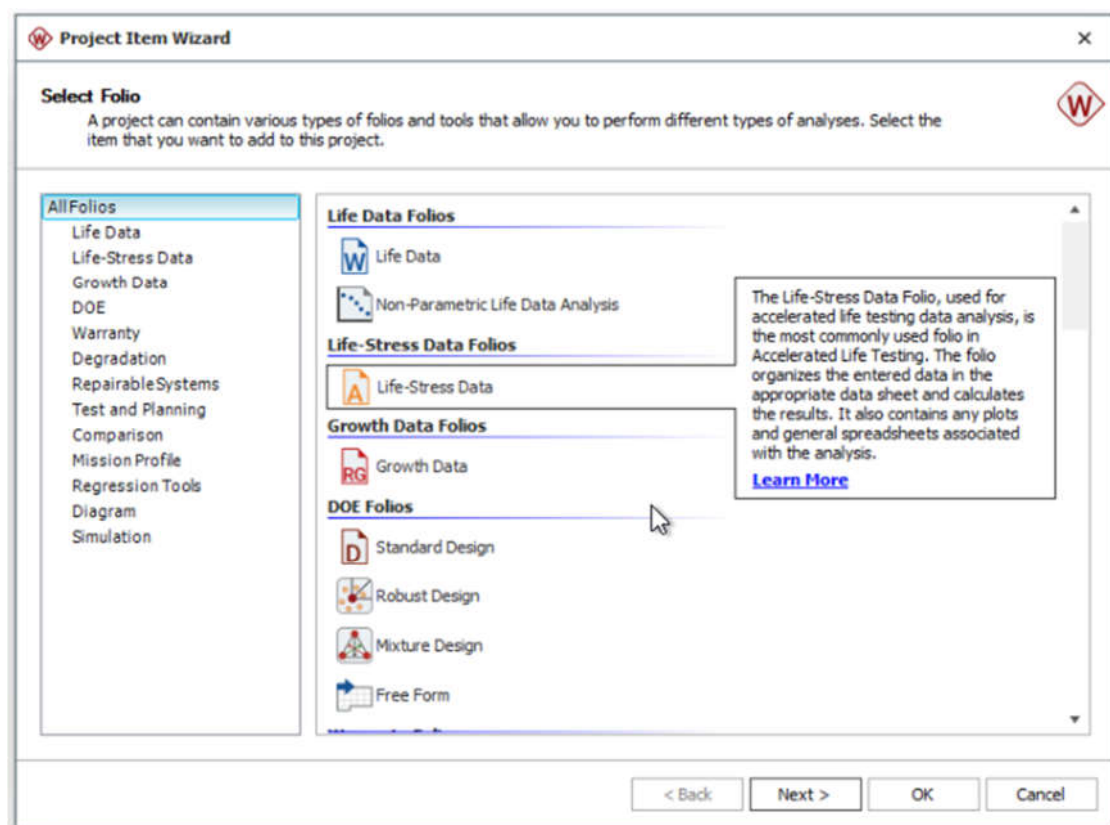 Project Item Wizard
Select Folio
A project can contain various types of folios and tools that allow you to perform different types of analyses. Select the
item that you want to add to this project.
W
All Folios
Life Data
Life-Stress Data
Growth Data
DOE
Warranty
Degradation
Repairable Systems
Test and Planning
Comparison
Mission Profile
Regression Tools
Diagram
Simulation
Life Data Folios
W Life Data
Non-Parametric Life Data Analysis
Life-Stress Data Folios
A Life-Stress Data
Growth Data Folios
RG Growth Data
DOE Folios
D Standard Design
Robust Design
Mixture Design
Free Form
The Life-Stress Data Folio, used for
accelerated life testing data analysis, is
the most commonly used folio in
Accelerated Life Testing. The folio
organizes the entered data in the
appropriate data sheet and calculates
the results. It also contains any plots
and general spreadsheets associated
with the analysis.
Learn More
< Back
Next >
OK
Cancel